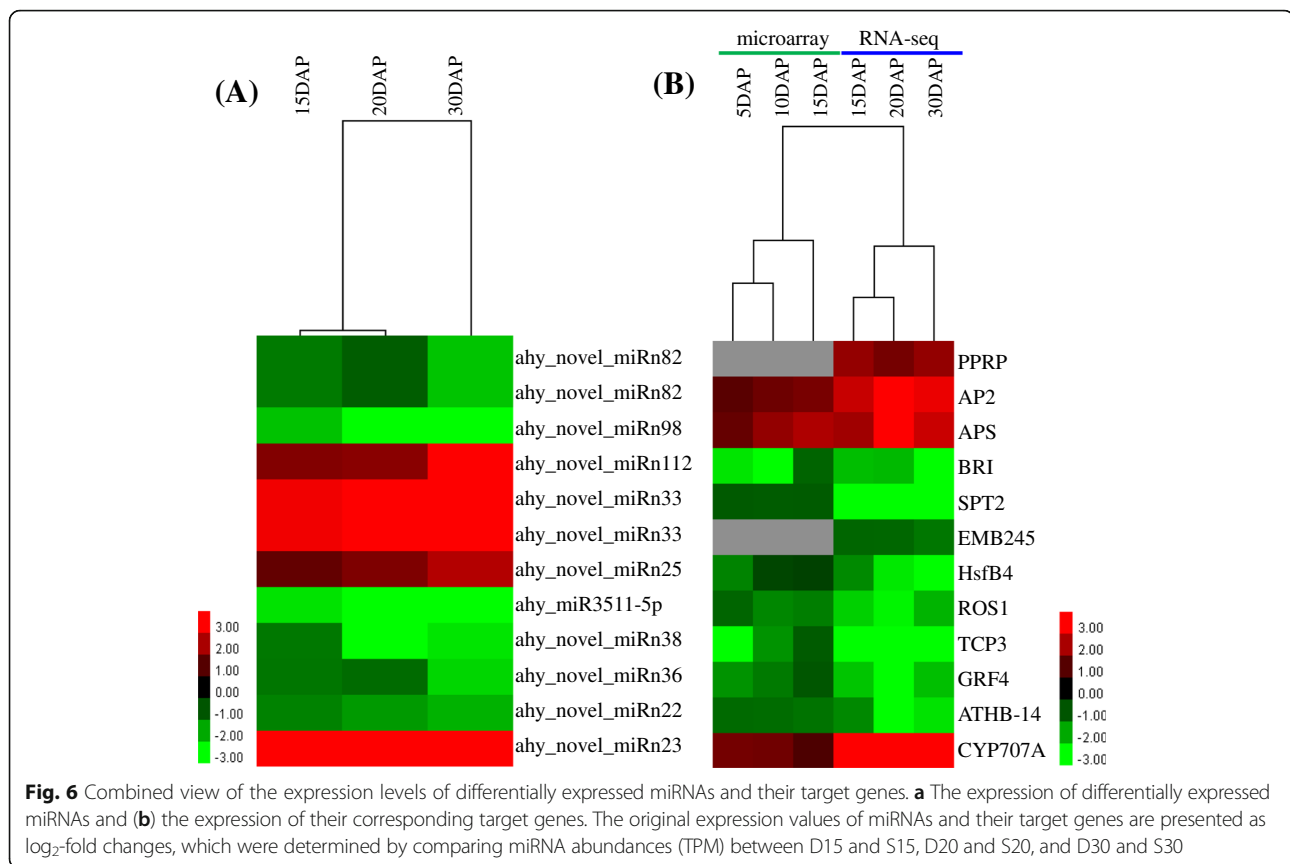 microarray RNA-seq
(A) 15DAP 20DAP 30DAP (B) 5DAP 10DAP 15DAP 15DAP 20DAP 30DAP
ahy_novel_miRn82 PPRP
ahy_novel_miRn82 AP2
ahy_novel_miRn98 APS
ahy_novel_miRn112 BRI
ahy_novel_miRn33 SPT2
ahy_novel_miRn33 EMB245
ahy_novel_miRn25 HsfB4
ahy_miR3511-5p ROS1
ahy_novel_miRn38 TCP3
ahy_novel_miRn36 GRF4
ahy_novel_miRn22 ATHB-14
ahy_novel_miRn23 CYP707A
3.00 3.00
2.00 2.00
1.00 1.00
0.00 0.00
-1.00 -1.00
-2.00 -2.00
-3.00 -3.00
Fig. 6 Combined view of the expression levels of differentially expressed miRNAs and their target genes. a The expression of differentially expressed
miRNAs and (b) the expression of their corresponding target genes. The original expression values of miRNAs and their target genes are presented as
log₂-fold changes, which were determined by comparing miRNA abundances (TPM) between D15 and S15, D20 and S20, and D30 and S30